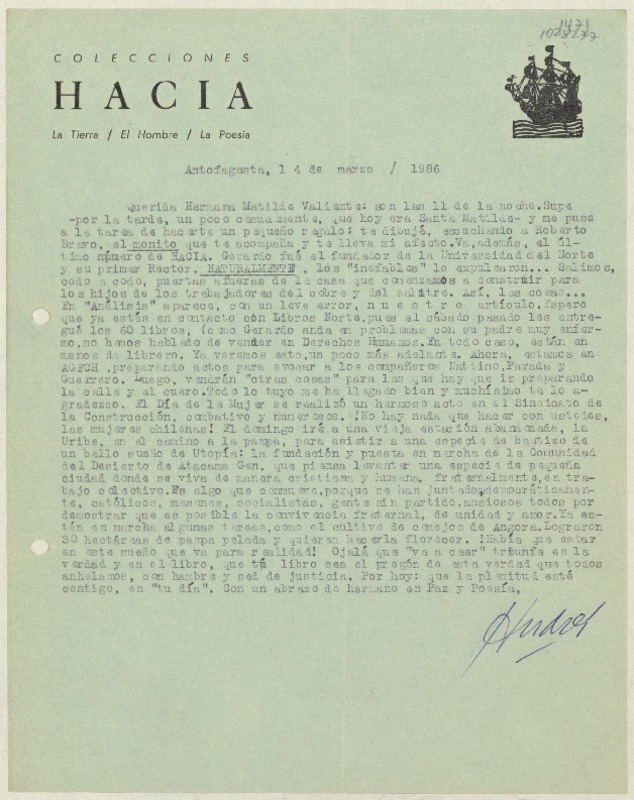 1471
1028277
COLECCIONES
HACIA
La Tierra / El Hombre / La Poesía
Antofagasta, 1 4 de marzo / 1986
Querida Hermana Matilde Valiente: son las 11 de la noche.Supe
-por la tarde, un poco casualmente, que hoy era Santa Matilde- y me puse
a la tarea de hacerte un pequeño regalo: te dibujé, escuchando a Roberto
Bravo, el monito que te acompaña y te lleva mi afecto.Va,además, el úl-
timo número de HACIA. Gerardo fué el fundador de la Universidad del Norte
y su primer Rector. NATURALMENTE , los "inefables" lo expulsaron... Salimos,
codo a codo, puertas afueras de la casa que comenzamos a construir para
los hijos de los trabajadores del cobre y del salitre. Así, las cosas...
En "Análisis" aparece, con un leve error, n u e s t r o artículo.Espero
que ya estés en contacto con Libros Norte,pues el sábado pasado les entre-
gué los 60 libros, (como Gerardo anda en problemas con su padre muy enfer-
mo,no hemos hablado de vender en Derechos Humanos.En todo caso, están en
manos de librero. Ya veremos esto,un poco más adelante. Ahora, estamos en
AGECH ,preparando actos para evocar a los compañeros Nattino,Parada y
Guerrero. Luego, vendrán "otras cosas" para las que hay que ir preparando
la calle y el cuero.Todo lo tuyo me ha llegado bien y muchísimo te lo a-
gradezco. El Día de la Mujer se realizó un hermoso acto en el Sindicato de
la Construcción, combativo y numeroso. !No hay nada que hacer con ustedes,
las mujeres chilenas! El domingo iré a una vieja estación abandonada, la
Uribe, en el camino a la pampa, para asistir a una especie de bautizo de
un bello sueño de Utopía: la fundación y puesta en marcha de la Comunidad
del Desierto de Atacama Gen, que piensa levantar una especie de pequeña
ciudad donde se viva de manera cristiana y humana, fraternalmente,en tra-
bajo colectivo.Es algo que conmueve,porque se han juntado,democráticamen-
te, católicos, masones, socialistas, gente sin partido,ansiosos todos por
demostrar que es posible la convivencia fraternal, de unidad y amor.Ya es-
tán en marcha algunas tareas,como el cultivo de conejos de Angora.Lograron
30 hectáreas de pampa pelada y quieren hacerla florecer. !Había que estar
en este sueño que va para realidad! Ojalá que "va a caer" triunfe en la
verdad y en el libro, que tú libro sea el pregón de esta verdad que todos
anhelamos, con hambre y sed de justicia. Por hoy: que la plenitud esté
contigo, en "tu día". Con un abrazo de hermano en Paz y Poesía,